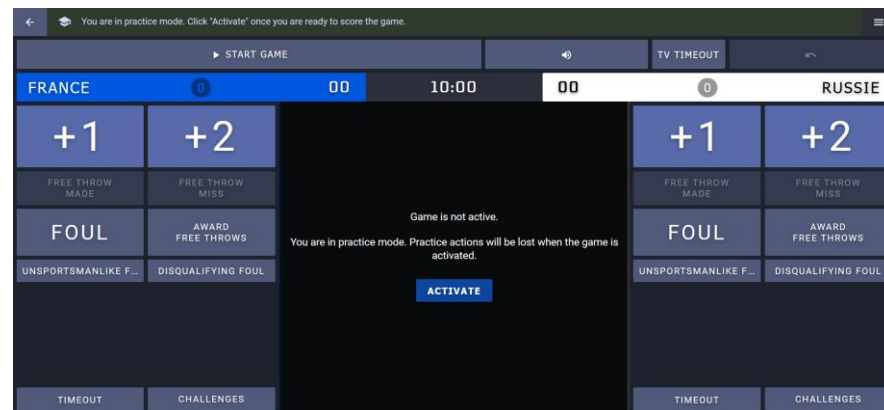 You are in practice mode. Click "Activate" once you are ready to score the game.
START GAME
TV TIMEOUT
FRANCE 0 00 10:00 00 0 RUSSIE
+1 +2 +1 +2
FREE THROW MADE FREE THROW MISS FREE THROW MADE FREE THROW MISS
Game is not active.
FOUL AWARD FREE THROWS FOUL AWARD FREE THROWS
You are in practice mode. Practice actions will be lost when the game is
activated.
UNSPORTSMANLIKE F... DISQUALIFYING FOUL UNSPORTSMANLIKE F... DISQUALIFYING FOUL
ACTIVATE
TIMEOUT CHALLENGES TIMEOUT CHALLENGES